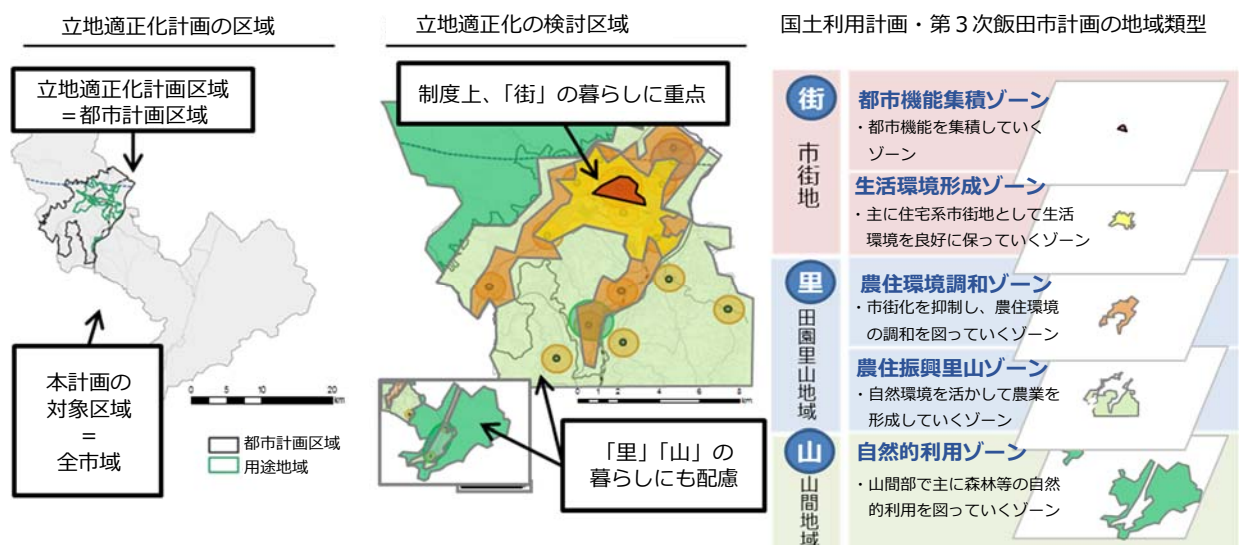 立地適正化計画の区域
立地適正化計画区域
＝都市計画区域
本計画の
対象区域
＝
全市域
0 5 10 20
km
都市計画区域
用途地域
立地適正化の検討区域
制度上、「街」の暮らしに重点
0 1 2 4 6 8
km
「里」「山」の
暮らしにも配慮
国土利用計画・第３次飯田市計画の地域類型
街
市街地
都市機能集積ゾーン
・都市機能を集積していく
ゾーン
生活環境形成ゾーン
・主に住宅系市街地として生活
環境を良好に保っていくゾーン
里
田園里山地域
農住環境調和ゾーン
・市街化を抑制し、農住環境
の調和を図っていくゾーン
農住振興里山ゾーン
・自然環境を活かして農業を
形成していくゾーン
山
山間地域
自然的利用ゾーン
・山間部で主に森林等の自然
的利用を図っていくゾーン